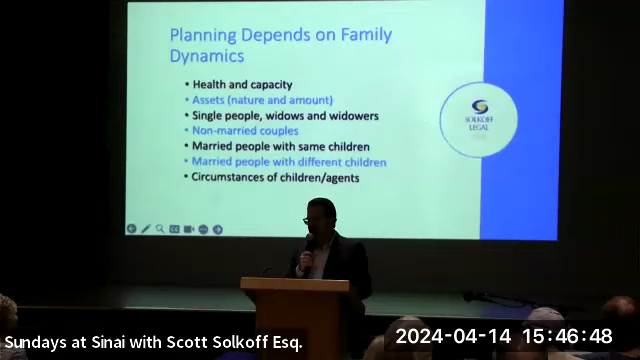 Planning Depends on Family
Dynamics
• Health and capacity
• Assets (nature and amount)
• Single people, widows and widowers
• Non-married couples
• Married people with same children
• Married people with different children
• Circumstances of children/agents
SOLKOFF
LEGAL
Sundays at Sinai with Scott Solkoff Esq.
2024-04-14 15:46:48